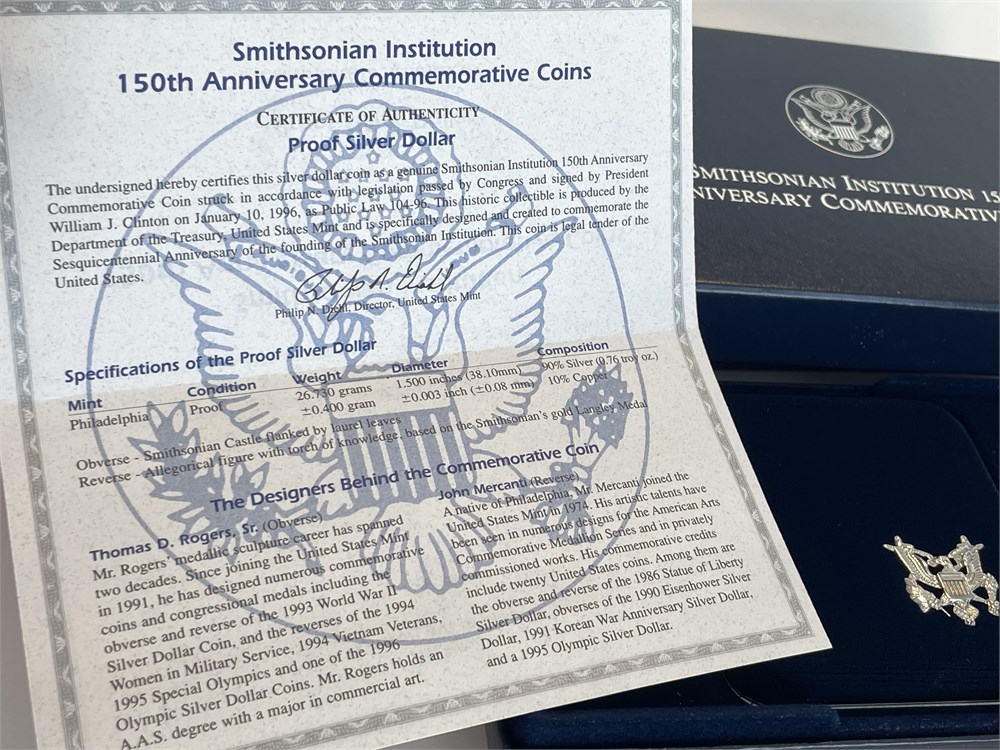 Smithsonian Institution
150th Anniversary Commemorative Coins
CERTIFICATE OF AUTHENTICITY
Proof Silver Dollar
The undersigned hereby certifies this silver dollar coin as a genuine Smithsonian Institution 150th Anniversary
Commemorative Coin struck in accordance with legislation passed by Congress and signed by President
William J. Clinton on January 10, 1996, as Public Law 104-96. This historic collectible is produced by the
Department of the Treasury, United States Mint and is specifically designed and created to commemorate the
Sesquicentennial Anniversary of the founding of the Smithsonian Institution. This coin is legal tender of the
United States.
Philip N. Diehl
Philip N. Diehl, Director, United States Mint
Specifications of the Proof Silver Dollar
Mint Condition Weight Diameter Composition
Philadelphia Proof 26.730 grams 1.500 inches (38.10mm) 90% Silver (0.76 troy oz.)
±0.400 gram ±0.003 inch (±0.08 mm) 10% Copper
Obverse - Smithsonian Castle flanked by laurel leaves
Reverse - Allegorical figure with torch of knowledge, based on the Smithsonian's gold Langley Medal
The Designers Behind the Commemorative Coin
Thomas D. Rogers, Sr. (Obverse)
Mr. Rogers' medallic sculpture career has spanned
two decades. Since joining the United States Mint
in 1991, he has designed numerous commemorative
coins and congressional medals including the
obverse and reverse of the 1993 World War II
Silver Dollar Coin, and the reverses of the 1994
Women in Military Service, 1994 Vietnam Veterans,
1995 Special Olympics and one of the 1996
Olympic Silver Dollar Coins. Mr. Rogers holds an
A.A.S. degree with a major in commercial art.
John Mercanti (Reverse)
A native of Philadelphia, Mr. Mercanti joined the
United States Mint in 1974. His artistic talents have
been seen in numerous designs for the American Arts
Commemorative Medallion Series and in privately
commissioned works. His commemorative credits
include twenty United States coins. Among them are
the obverse and reverse of the 1986 Statue of Liberty
Silver Dollar, obverses of the 1990 Eisenhower Silver
Dollar, 1991 Korean War Anniversary Silver Dollar,
and a 1995 Olympic Silver Dollar.
SMITHSONIAN INSTITUTION 15
NIVERSARY COMMEMORATIV